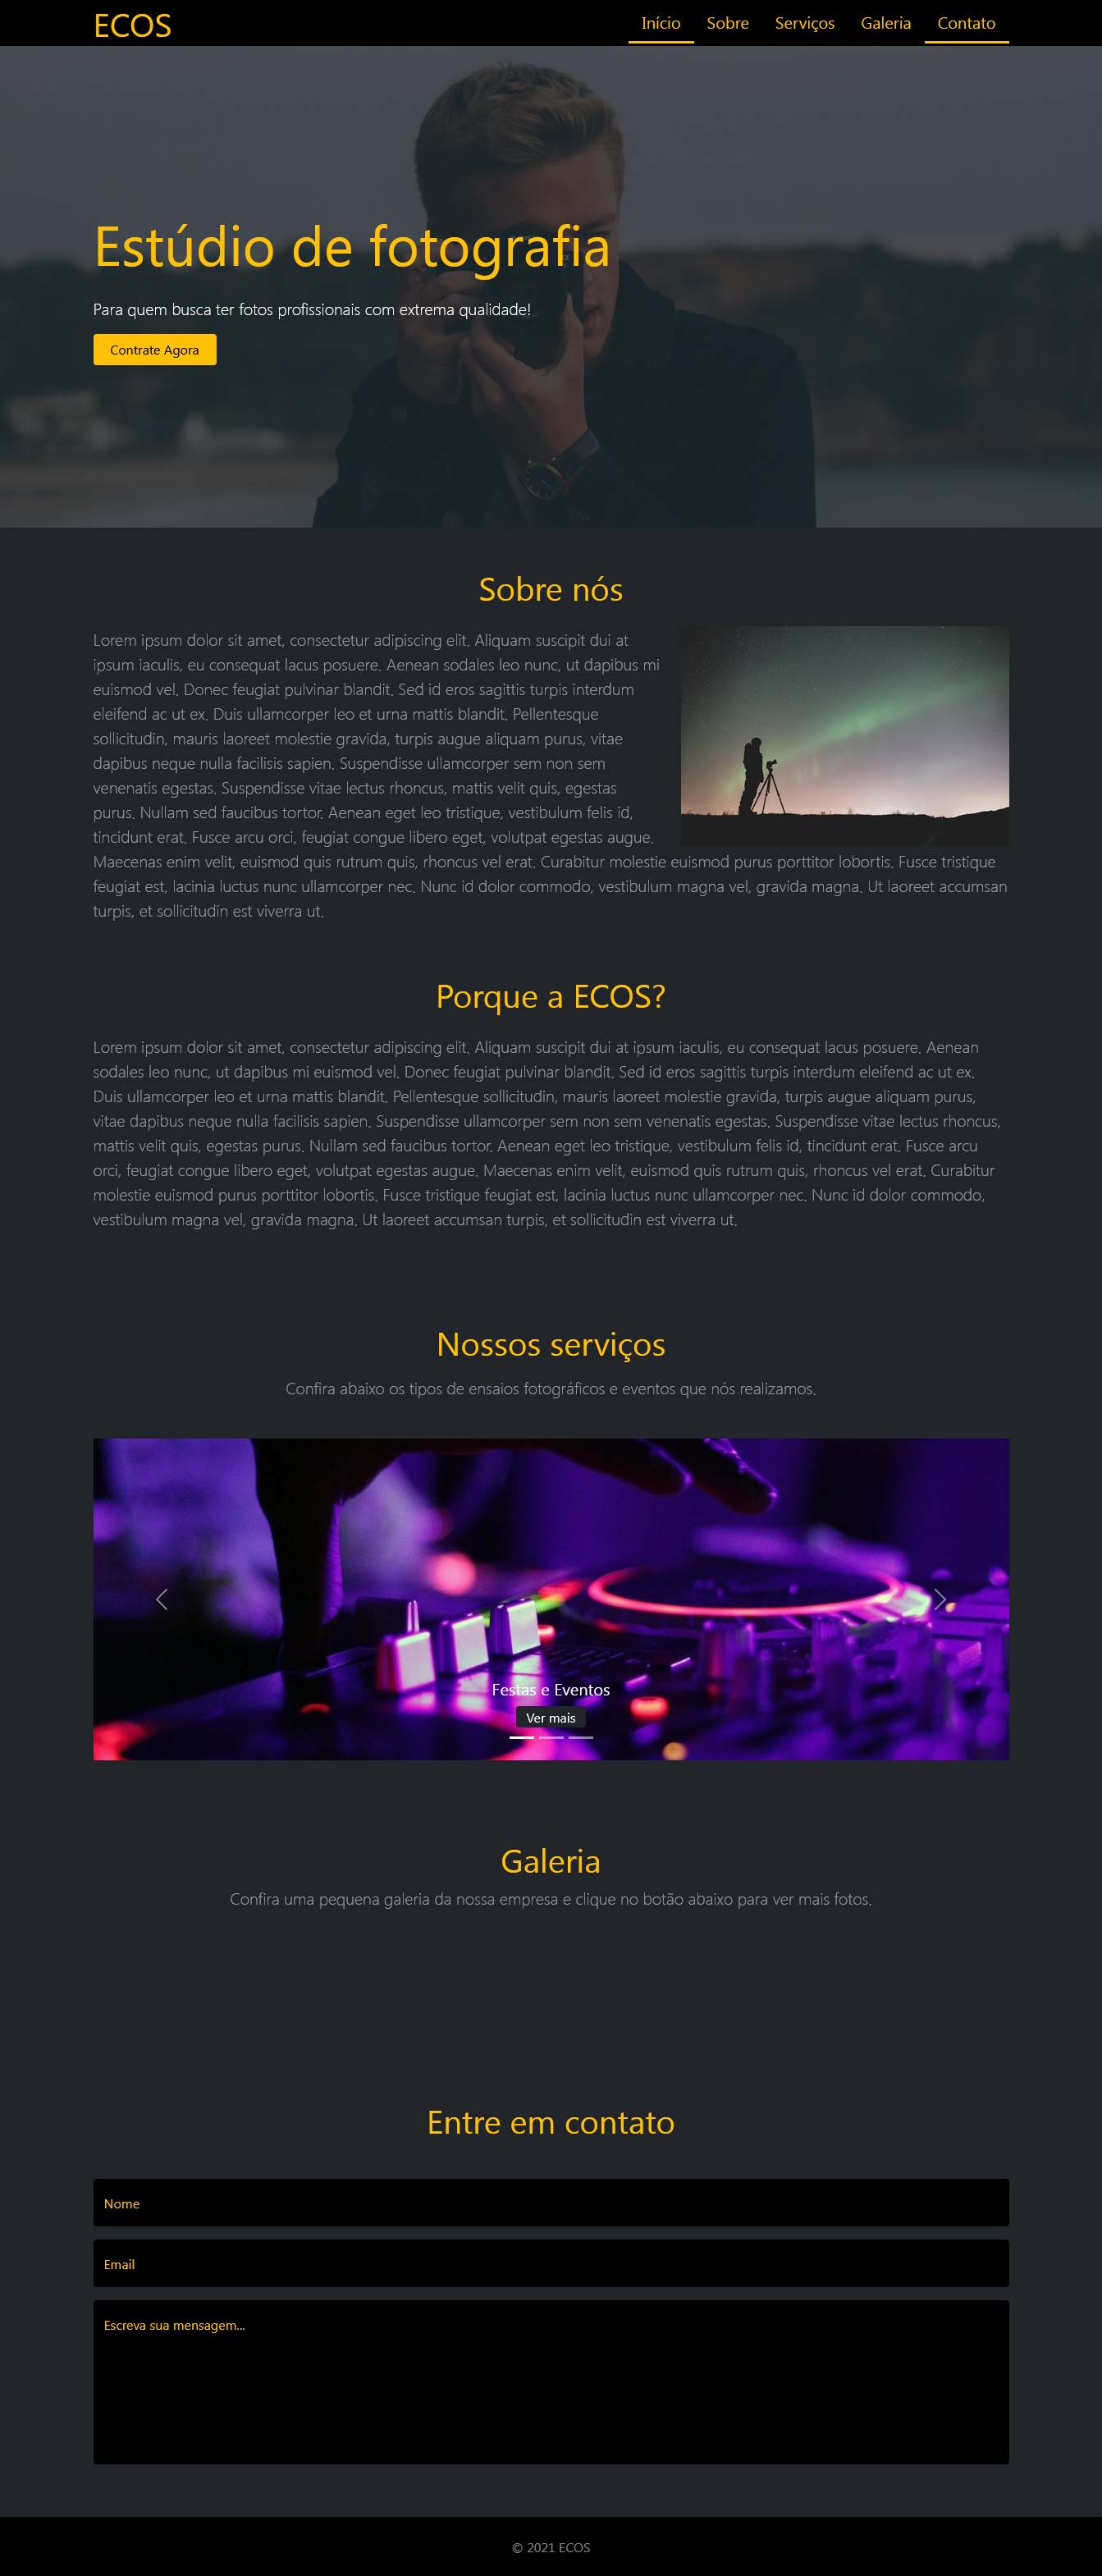 ECOS
Início Sobre Serviços Galeria Contato
Estúdio de fotografia
Para quem busca ter fotos profissionais com extrema qualidade!
Contrate Agora
Sobre nós
Lorem ipsum dolor sit amet, consectetur adipiscing elit. Aliquam suscipit dui at
ipsum iaculis, eu consequat lacus posuere. Aenean sodales leo nunc, ut dapibus mi
euismod vel. Donec feugiat pulvinar blandit. Sed id eros sagittis turpis interdum
eleifend ac ut ex. Duis ullamcorper leo et urna mattis blandit. Pellentesque
sollicitudin, mauris laoreet molestie gravida, turpis augue aliquam purus, vitae
dapibus neque nulla facilisis sapien. Suspendisse ullamcorper sem non sem
venenatis egestas. Suspendisse vitae lectus rhoncus, mattis velit quis, egestas
purus. Nullam sed faucibus tortor. Aenean eget leo tristique, vestibulum felis id,
tincidunt erat. Fusce arcu orci, feugiat congue libero eget, volutpat egestas augue.
Maecenas enim velit, euismod quis rutrum quis, rhoncus vel erat. Curabitur molestie euismod purus porttitor lobortis. Fusce tristique
feugiat est, lacinia luctus nunc ullamcorper nec. Nunc id dolor commodo, vestibulum magna vel, gravida magna. Ut laoreet accumsan
turpis, et sollicitudin est viverra ut.
Porque a ECOS?
Lorem ipsum dolor sit amet, consectetur adipiscing elit. Aliquam suscipit dui at ipsum iaculis, eu consequat lacus posuere. Aenean
sodales leo nunc, ut dapibus mi euismod vel. Donec feugiat pulvinar blandit. Sed id eros sagittis turpis interdum eleifend ac ut ex.
Duis ullamcorper leo et urna mattis blandit. Pellentesque sollicitudin, mauris laoreet molestie gravida, turpis augue aliquam purus,
vitae dapibus neque nulla facilisis sapien. Suspendisse ullamcorper sem non sem venenatis egestas. Suspendisse vitae lectus rhoncus,
mattis velit quis, egestas purus. Nullam sed faucibus tortor. Aenean eget leo tristique, vestibulum felis id, tincidunt erat. Fusce arcu
orci, feugiat congue libero eget, volutpat egestas augue. Maecenas enim velit, euismod quis rutrum quis, rhoncus vel erat. Curabitur
molestie euismod purus porttitor lobortis. Fusce tristique feugiat est, lacinia luctus nunc ullamcorper nec. Nunc id dolor commodo,
vestibulum magna vel, gravida magna. Ut laoreet accumsan turpis, et sollicitudin est viverra ut.
Nossos serviços
Confira abaixo os tipos de ensaios fotográficos e eventos que nós realizamos.
Festas e Eventos
Ver mais
Galeria
Confira uma pequena galeria da nossa empresa e clique no botão abaixo para ver mais fotos.
Entre em contato
Nome
Email
Escreva sua mensagem...
© 2021 ECOS